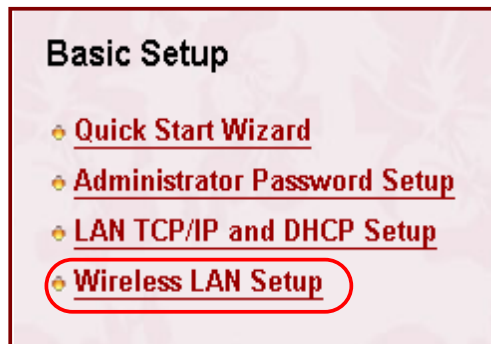 Basic Setup
Quick Start Wizard
Administrator Password Setup
LAN TCP/IP and DHCP Setup
Wireless LAN Setup